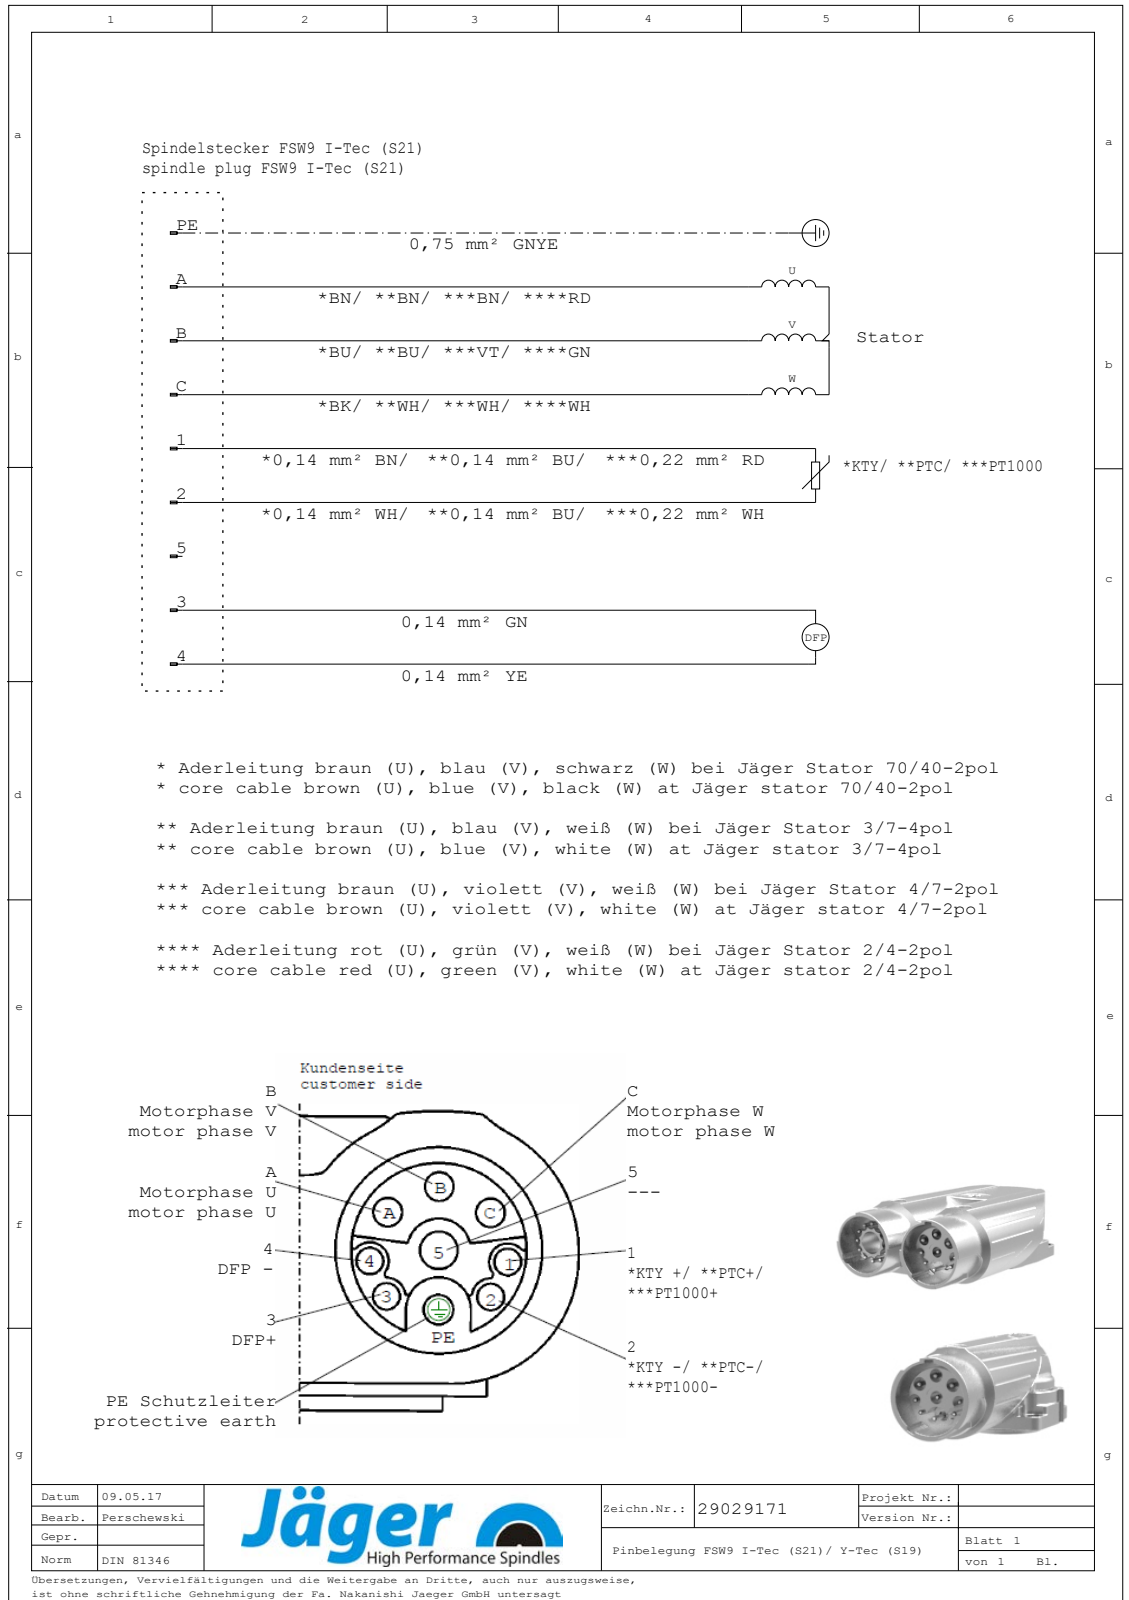 1 2 3 4 5 6
a a
Spindelstecker FSW9 I-Tec (S21)
spindle plug FSW9 I-Tec (S21)
PE
0,75 mm² GNYE
A
U
*BN/ **BN/ ***BN/ ****RD
B
V
Stator
*BU/ **BU/ ***VT/ ****GN
b b
C
W
*BK/ **WH/ ***WH/ ****WH
1
*0,14 mm² BN/ **0,14 mm² BU/ ***0,22 mm² RD
*KTY/ **PTC/ ***PT1000
2
*0,14 mm² WH/ **0,14 mm² BU/ ***0,22 mm² WH
5
c c
3
0,14 mm² GN
DFP
4
0,14 mm² YE
* Aderleitung braun (U), blau (V), schwarz (W) bei Jäger Stator 70/40-2pol
* core cable brown (U), blue (V), black (W) at Jäger stator 70/40-2pol
d d
** Aderleitung braun (U), blau (V), weiß (W) bei Jäger Stator 3/7-4pol
** core cable brown (U), blue (V), white (W) at Jäger stator 3/7-4pol
*** Aderleitung braun (U), violett (V), weiß (W) bei Jäger Stator 4/7-2pol
*** core cable brown (U), violett (V), white (W) at Jäger stator 4/7-2pol
**** Aderleitung rot (U), grün (V), weiß (W) bei Jäger Stator 2/4-2pol
**** core cable red (U), green (V), white (W) at Jäger stator 2/4-2pol
e e
Kundenseite
customer side
B
Motorphase V
motor phase V
C
Motorphase W
motor phase W
A
Motorphase U
motor phase U
5
---
B
A C
5
4 1
3 2
PE
f f
4
DFP -
1
*KTY +/ **PTC+/
***PT1000+
3
DFP+
2
*KTY -/ **PTC-/
***PT1000-
PE Schutzleiter
protective earth
g g
Datum 09.05.17
Bearb. Perschewski
Gepr.
Norm DIN 81346
Jäger
High Performance Spindles
Zeichn.Nr.: 29029171
Projekt Nr.:
Version Nr.:
Pinbelegung FSW9 I-Tec (S21)/ Y-Tec (S19)
Blatt 1
von 1 Bl.
Übersetzungen, Vervielfältigungen und die Weitergabe an Dritte, auch nur auszugsweise,
ist ohne schriftliche Gehnehmigung der Fa. Nakanishi Jaeger GmbH untersagt